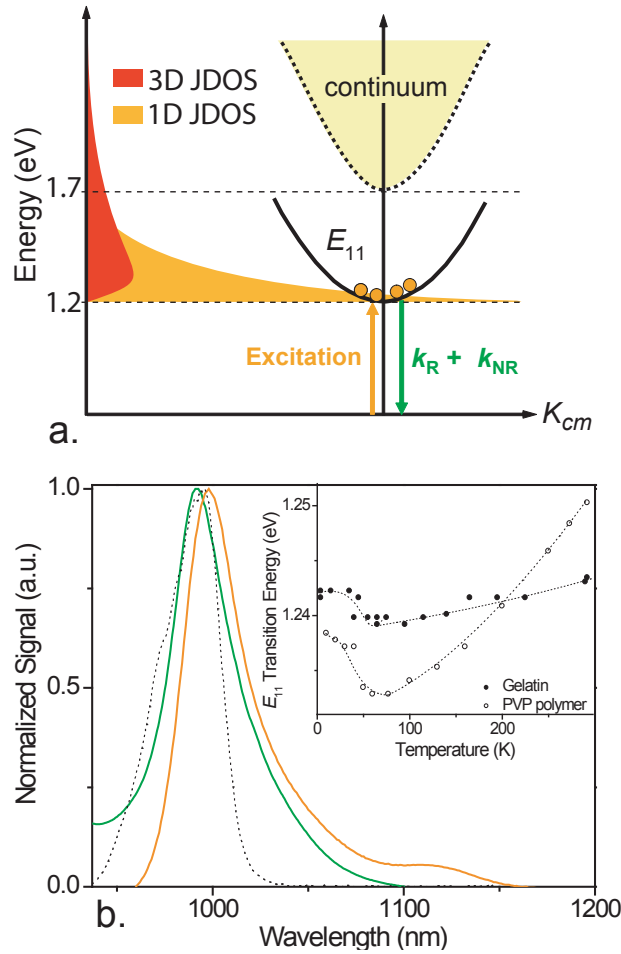 3D JDOS
1D JDOS
continuum
Energy (eV)
1.7
E11
1.2
Excitation
kR + kNR
Kcm
a.
Normalized Signal (a.u.)
1.0
0.5
0.0
1000
1100
1200
Wavelength (nm)
b.
E11 Transition Energy (eV)
1.25
1.24
0
100
200
Temperature (K)
Gelatin
PVP polymer